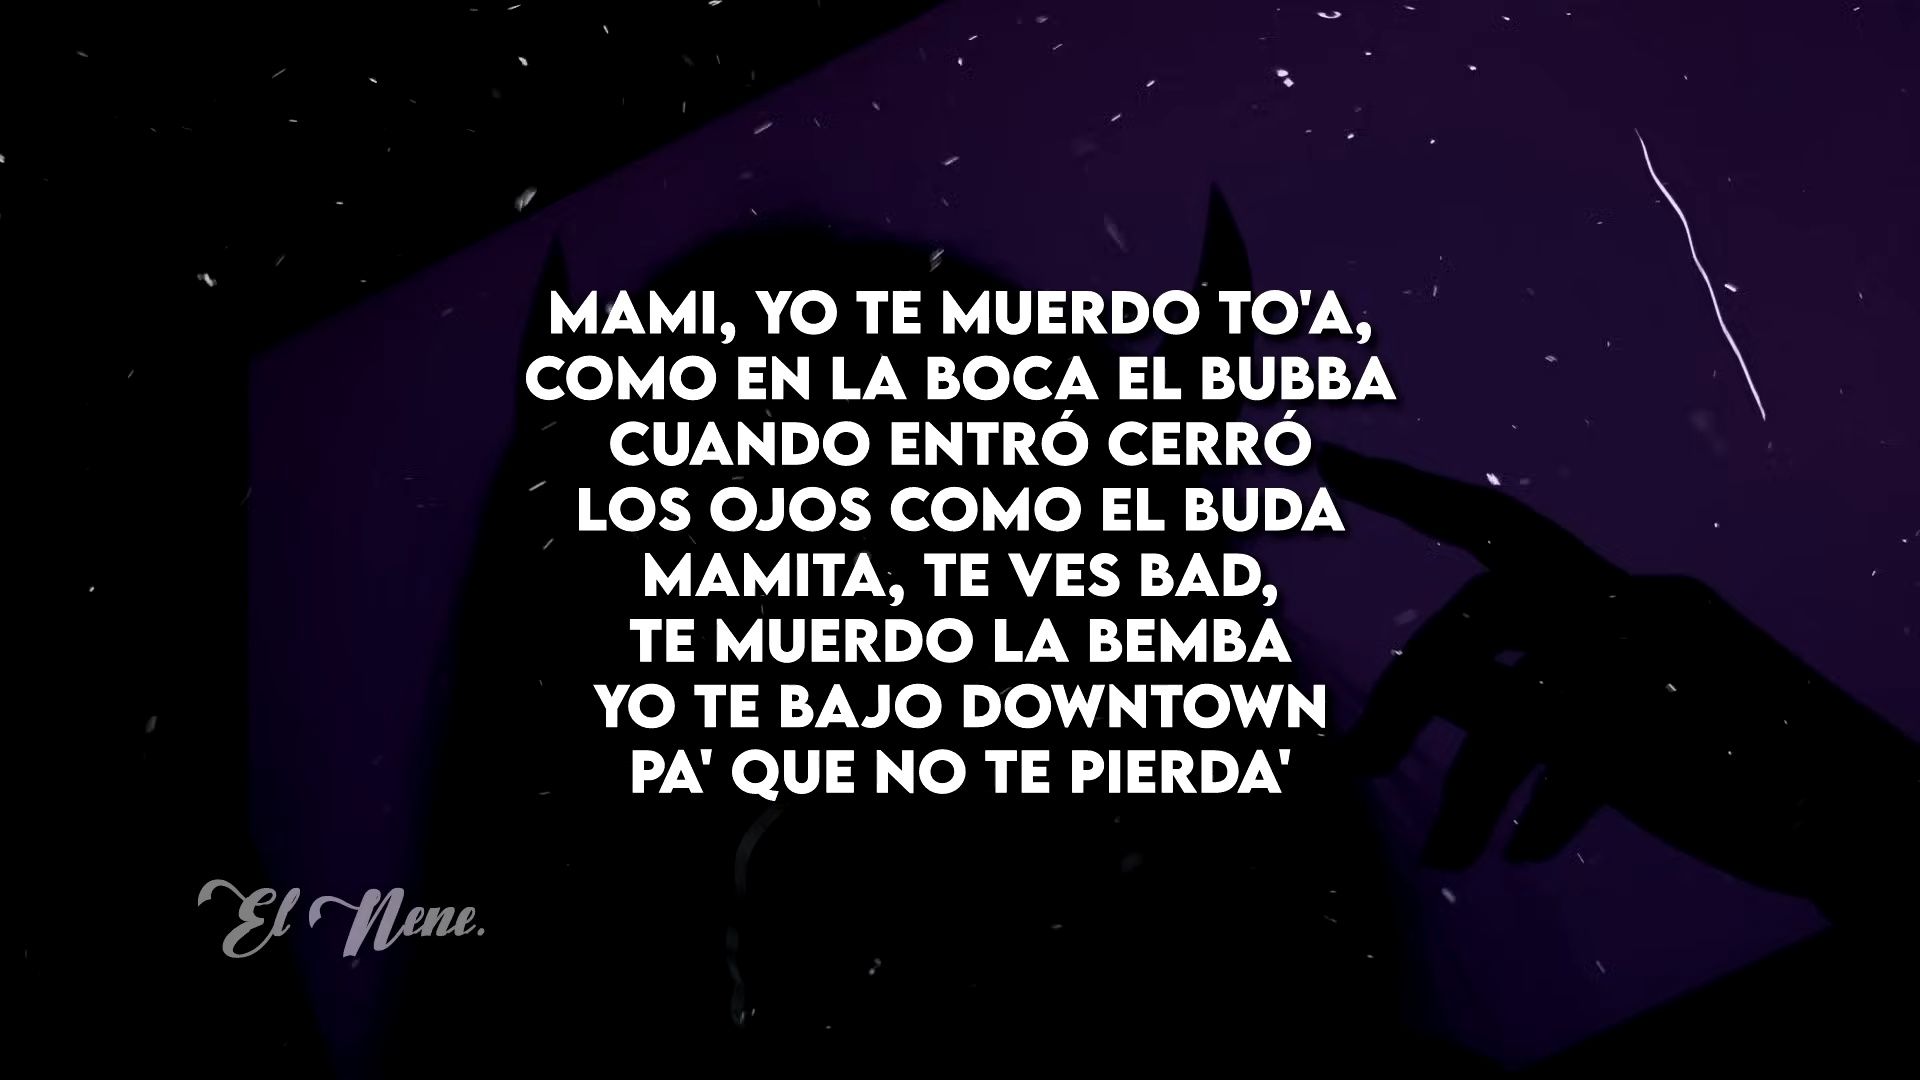 MAMI, YO TE MUERDO TO'A,
COMO EN LA BOCA EL BUBBA
CUANDO ENTRÓ CERRÓ
LOS OJOS COMO EL BUDA
MAMITA, TE VES BAD,
TE MUERDO LA BEMBA
YO TE BAJO DOWNTOWN
PA' QUE NO TE PIERDA'
El Nene.